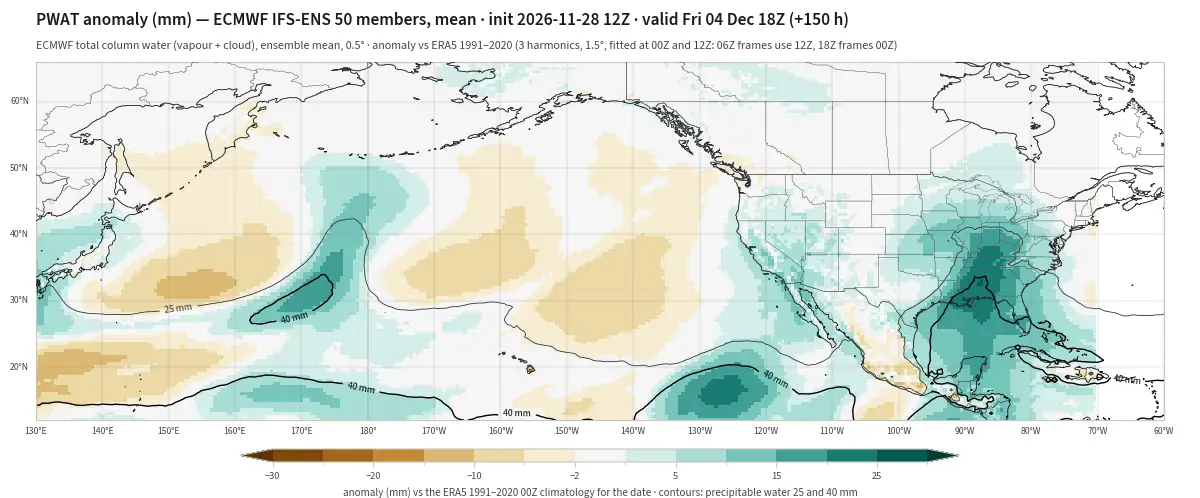 PWAT anomaly (mm) — ECMWF IFS-ENS 50 members, mean · init 2026-11-28 12Z · valid Fri 04 Dec 18Z (+150 h)
ECMWF total column water (vapour + cloud), ensemble mean, 0.5° · anomaly vs ERA5 1991–2020 (3 harmonics, 1.5°, fitted at 00Z and 12Z: 06Z frames use 12Z, 18Z frames 00Z)
60°N
50°N
40°N
30°N
20°N
25 mm
40 mm
40 mm
40 mm
40 mm
40 mm
130°E 140°E 150°E 160°E 170°E 180° 170°W 160°W 150°W 140°W 130°W 120°W 110°W 100°W 90°W 80°W 70°W 60°W
−30 −20 −10 −2 5 15 25
anomaly (mm) vs the ERA5 1991–2020 00Z climatology for the date · contours: precipitable water 25 and 40 mm